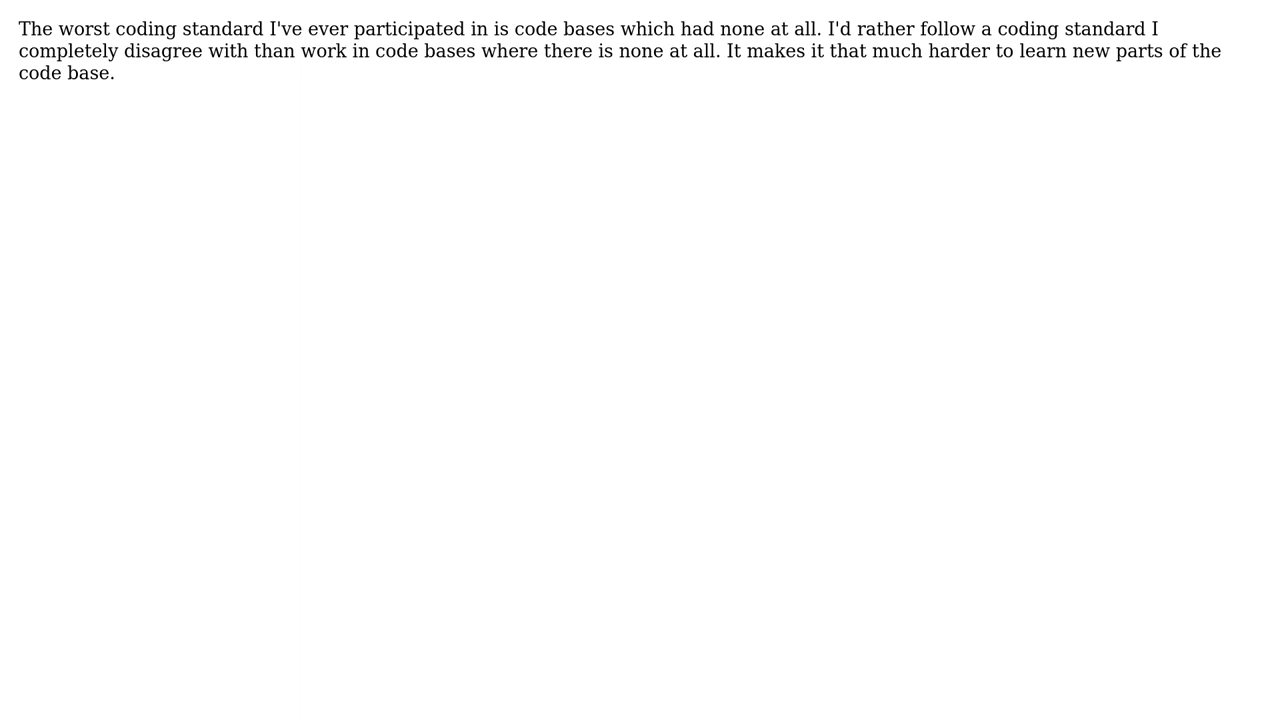 The worst coding standard I've ever participated in is code bases which had none at all. I'd rather follow a coding standard I
completely disagree with than work in code bases where there is none at all. It makes it that much harder to learn new parts of the
code base.